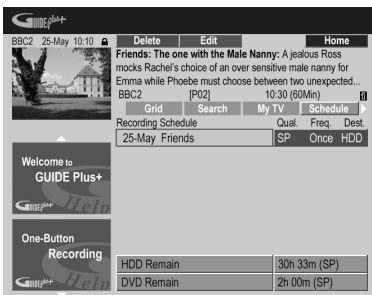 GUIDEPlus+
BBC2 25-May 10:10
Delete Edit Home
Friends: The one with the Male Nanny: A jealous Ross
mocks Rachel's choice of an over sensitive male nanny for
Emma while Phoebe must choose between two unexpected...
BBC2 [P02] 10:30 (60Min)
Grid Search My TV Schedule
Recording Schedule Qual. Freq. Dest.
25-May Friends SP Once HDD
Welcome to
GUIDE Plus+
GUIDEPlus+ Help
One-Button
Recording
GUIDEPlus+ Help
HDD Remain 30h 33m (SP)
DVD Remain 2h 00m (SP)